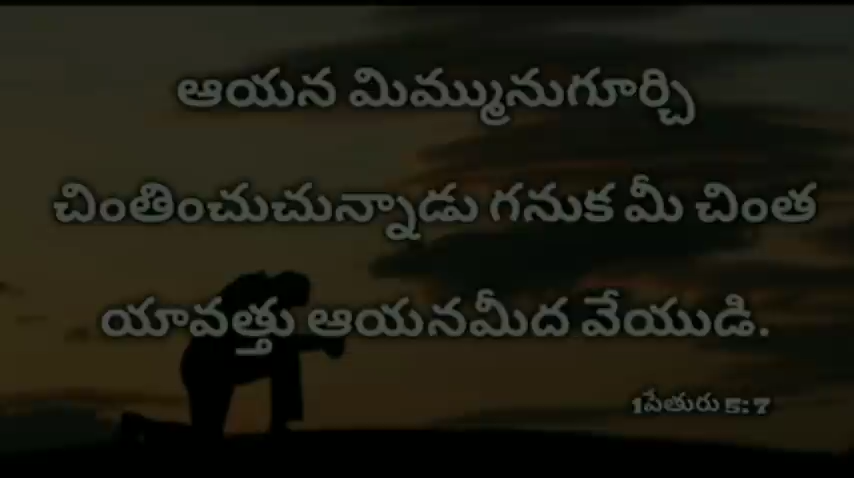 ఆయన మిమ్మునుగూర్చి
చింతించుచున్నాడు గనుక మీ చింత
యావత్తు ఆయనమీద వేయుడి.
1పేతురు 5:7